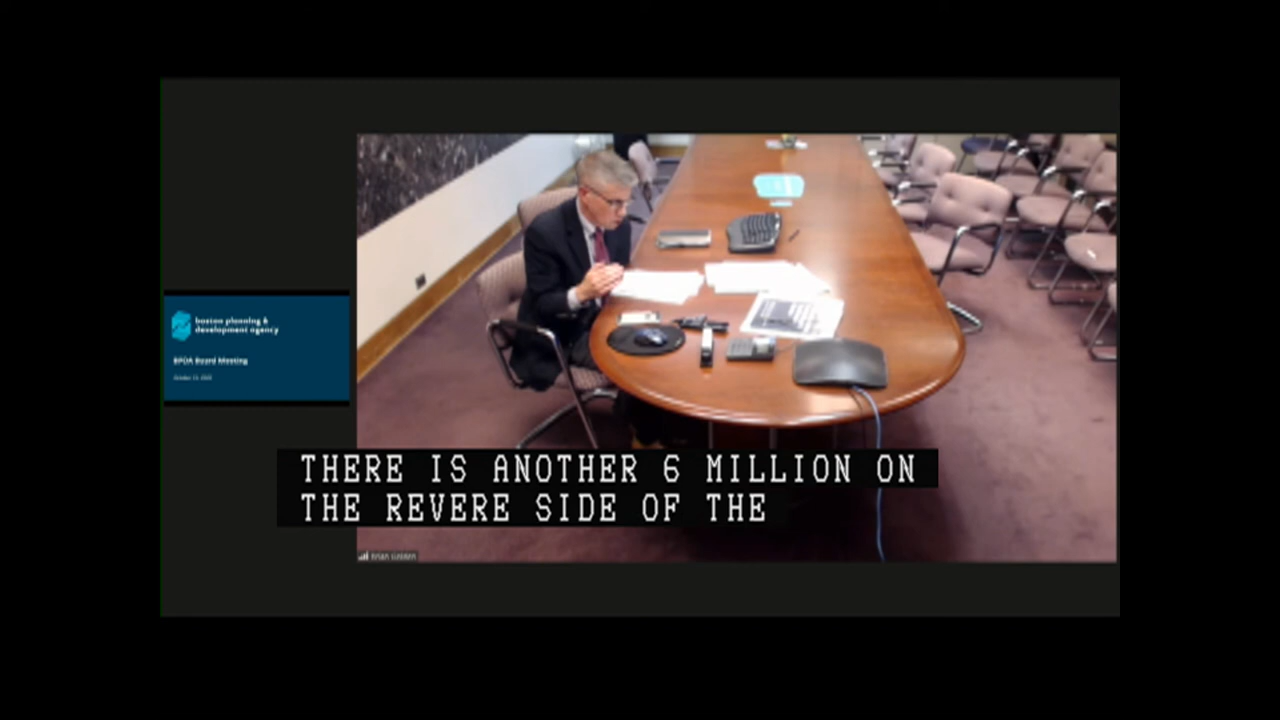 boston planning &
development agency
BPDA Board Meeting
THERE IS ANOTHER 6 MILLION ON
THE REVERE SIDE OF THE